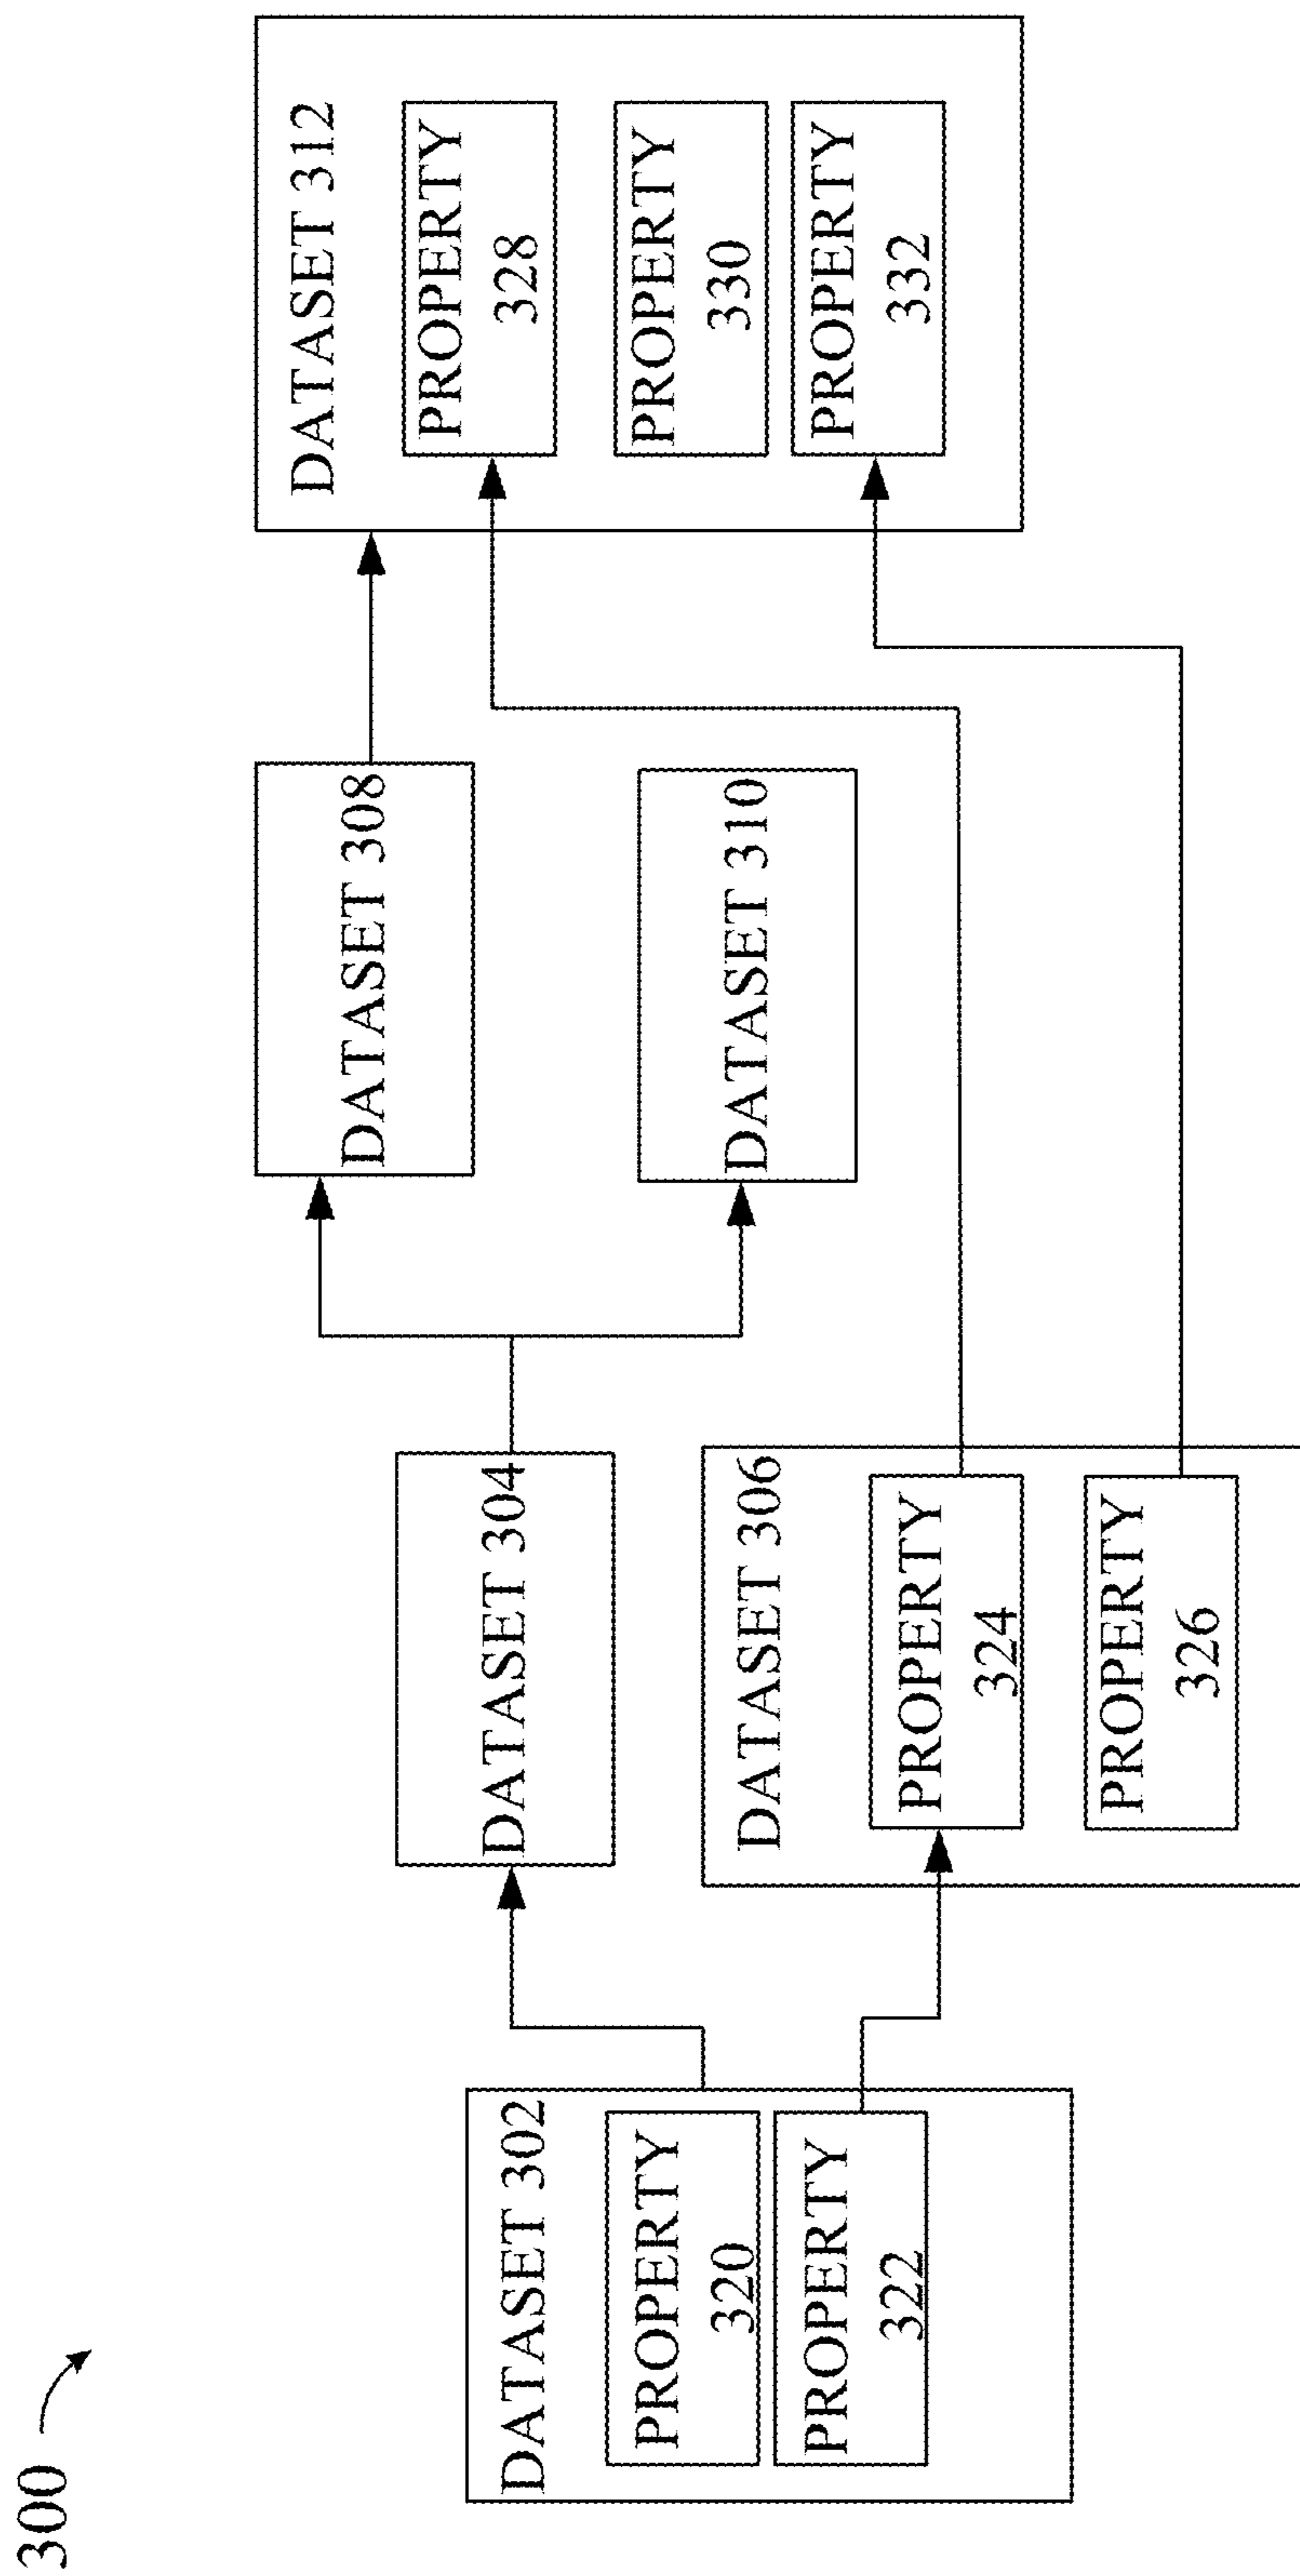 300
DATASET 302
PROPERTY
320
PROPERTY
322
DATASET 304
DATASET 306
PROPERTY
324
PROPERTY
326
DATASET 308
DATASET 310
DATASET 312
PROPERTY
328
PROPERTY
330
PROPERTY
332